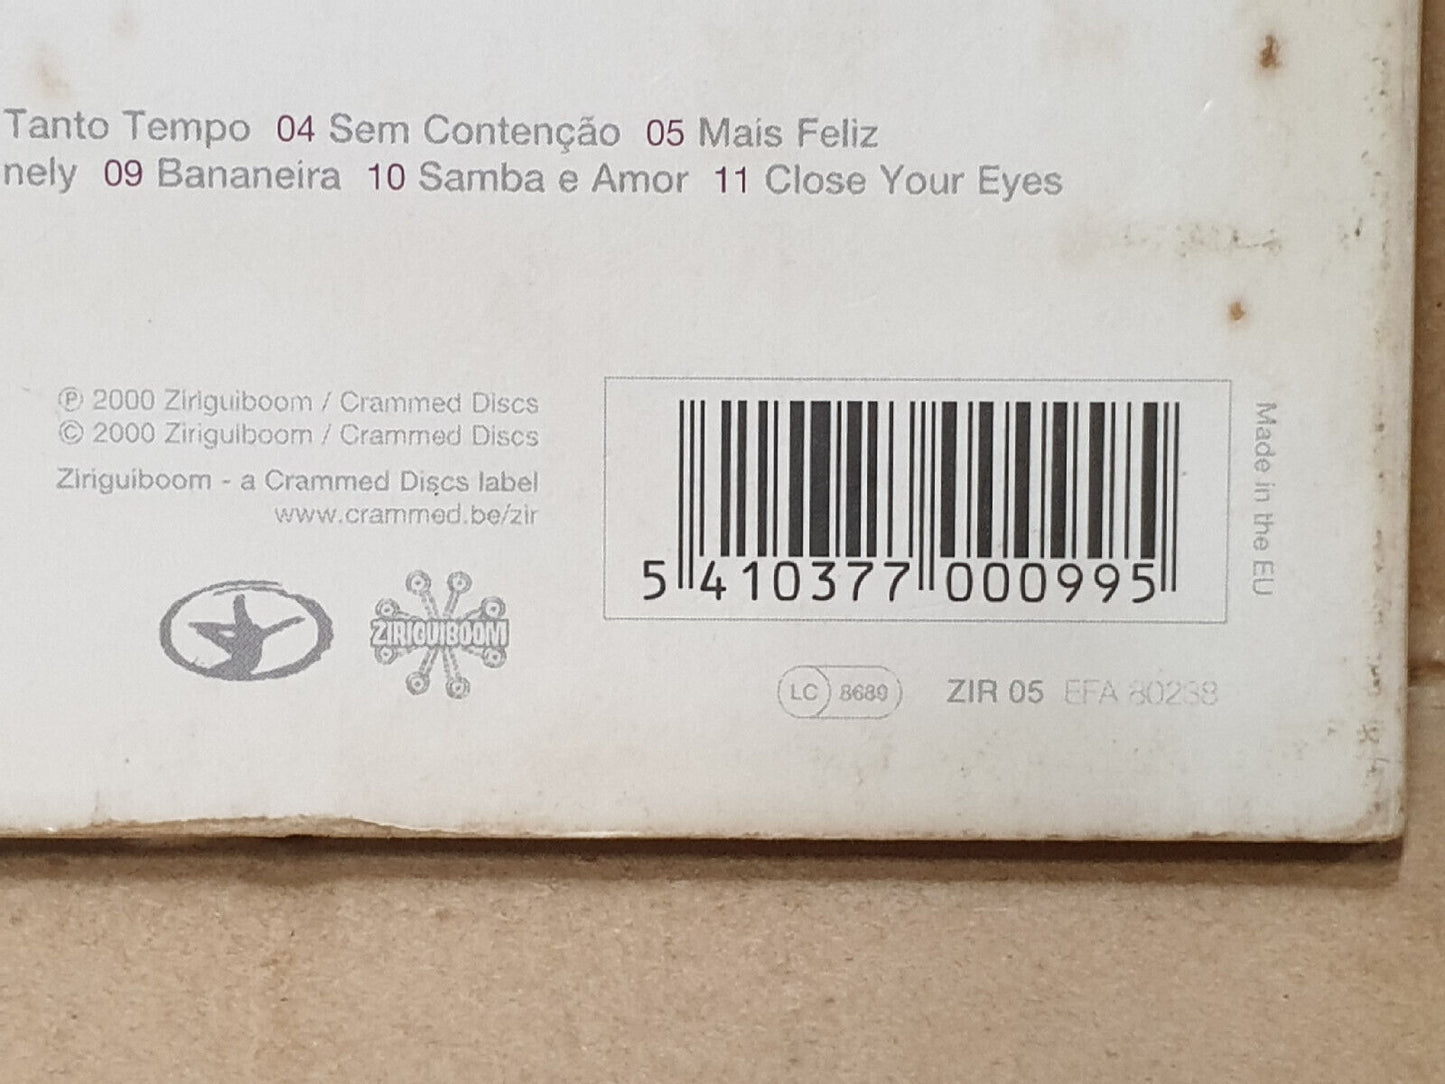 Tanto Tempo 04 Sem Contenção 05 Mais Feliz
nely 09 Bananeira 10 Samba e Amor 11 Close Your Eyes
℗ 2000 Ziriguiboom / Crammed Discs
© 2000 Ziriguiboom / Crammed Discs
Ziriguiboom - a Crammed Discs label
www.crammed.be/zir
ZIRIGUIBOOM
5 410377 000995
Made in the EU
LC 8689 ZIR 05 EFA 80238